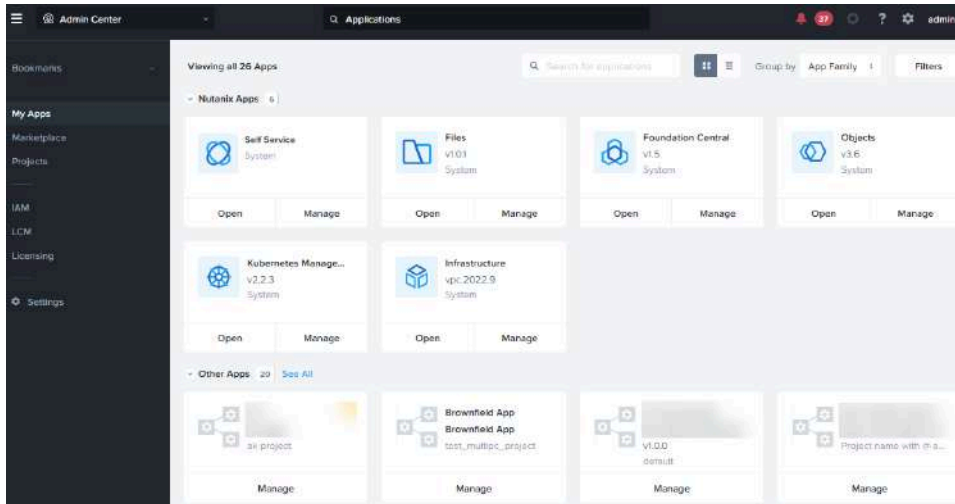 Admin Center
Applications
37
?
admin
Bookmarks
My Apps
Marketplace
Projects
IAM
LCM
Licensing
Settings
Viewing all 26 Apps
Search for applications
Group by
App Family
Filters
Nutanix Apps 6
Self Service
System
Open
Manage
Files
v1.01
System
Open
Manage
Foundation Central
v1.5
System
Open
Manage
Objects
v3.6
System
Open
Manage
Kubernetes Manage...
v2.2.3
System
Open
Manage
Infrastructure
vpc.2022.9
System
Open
Manage
Other Apps 20 See All
ak project
Manage
Brownfield App
Brownfield App
test_multipc_project
Manage
v1.0.0
default
Manage
Project name with @ a...
Manage